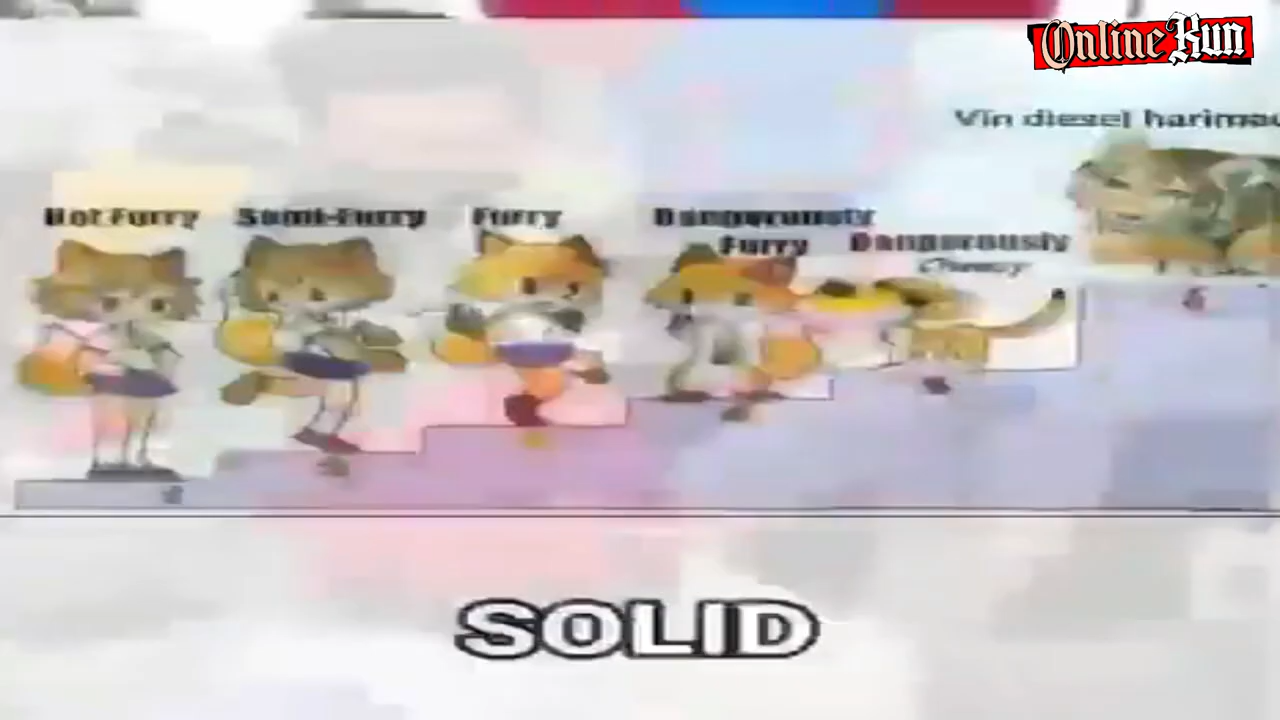 Online Run
Vin diesel harimau
Not Furry
Semi-Furry
Furry
Dangerously
Furry
Dangerously
Cheesy
SOLID